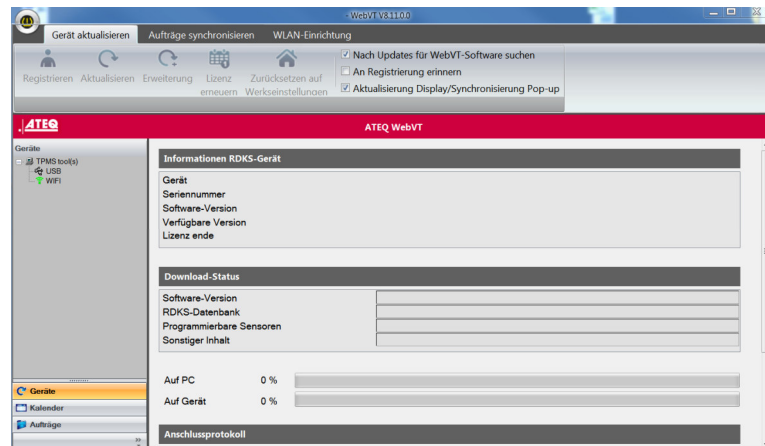 - WebVT V8.11.0.0
Gerät aktualisieren Aufträge synchronisieren WLAN-Einrichtung
Registrieren Aktualisieren Erweiterung Lizenz erneuern Zurücksetzen auf Werkseinstellungen
Nach Updates für WebVT-Software suchen
An Registrierung erinnern
Aktualisierung Display/Synchronisierung Pop-up
ATEQ
ATEQ WebVT
Geräte
TPMS tool(s)
USB
WIFI
Informationen RDKS-Gerät
Gerät
Seriennummer
Software-Version
Verfügbare Version
Lizenz ende
Download-Status
Software-Version
RDKS-Datenbank
Programmierbare Sensoren
Sonstiger Inhalt
Auf PC 0 %
Auf Gerät 0 %
Anschlussprotokoll
Geräte
Kalender
Aufträge